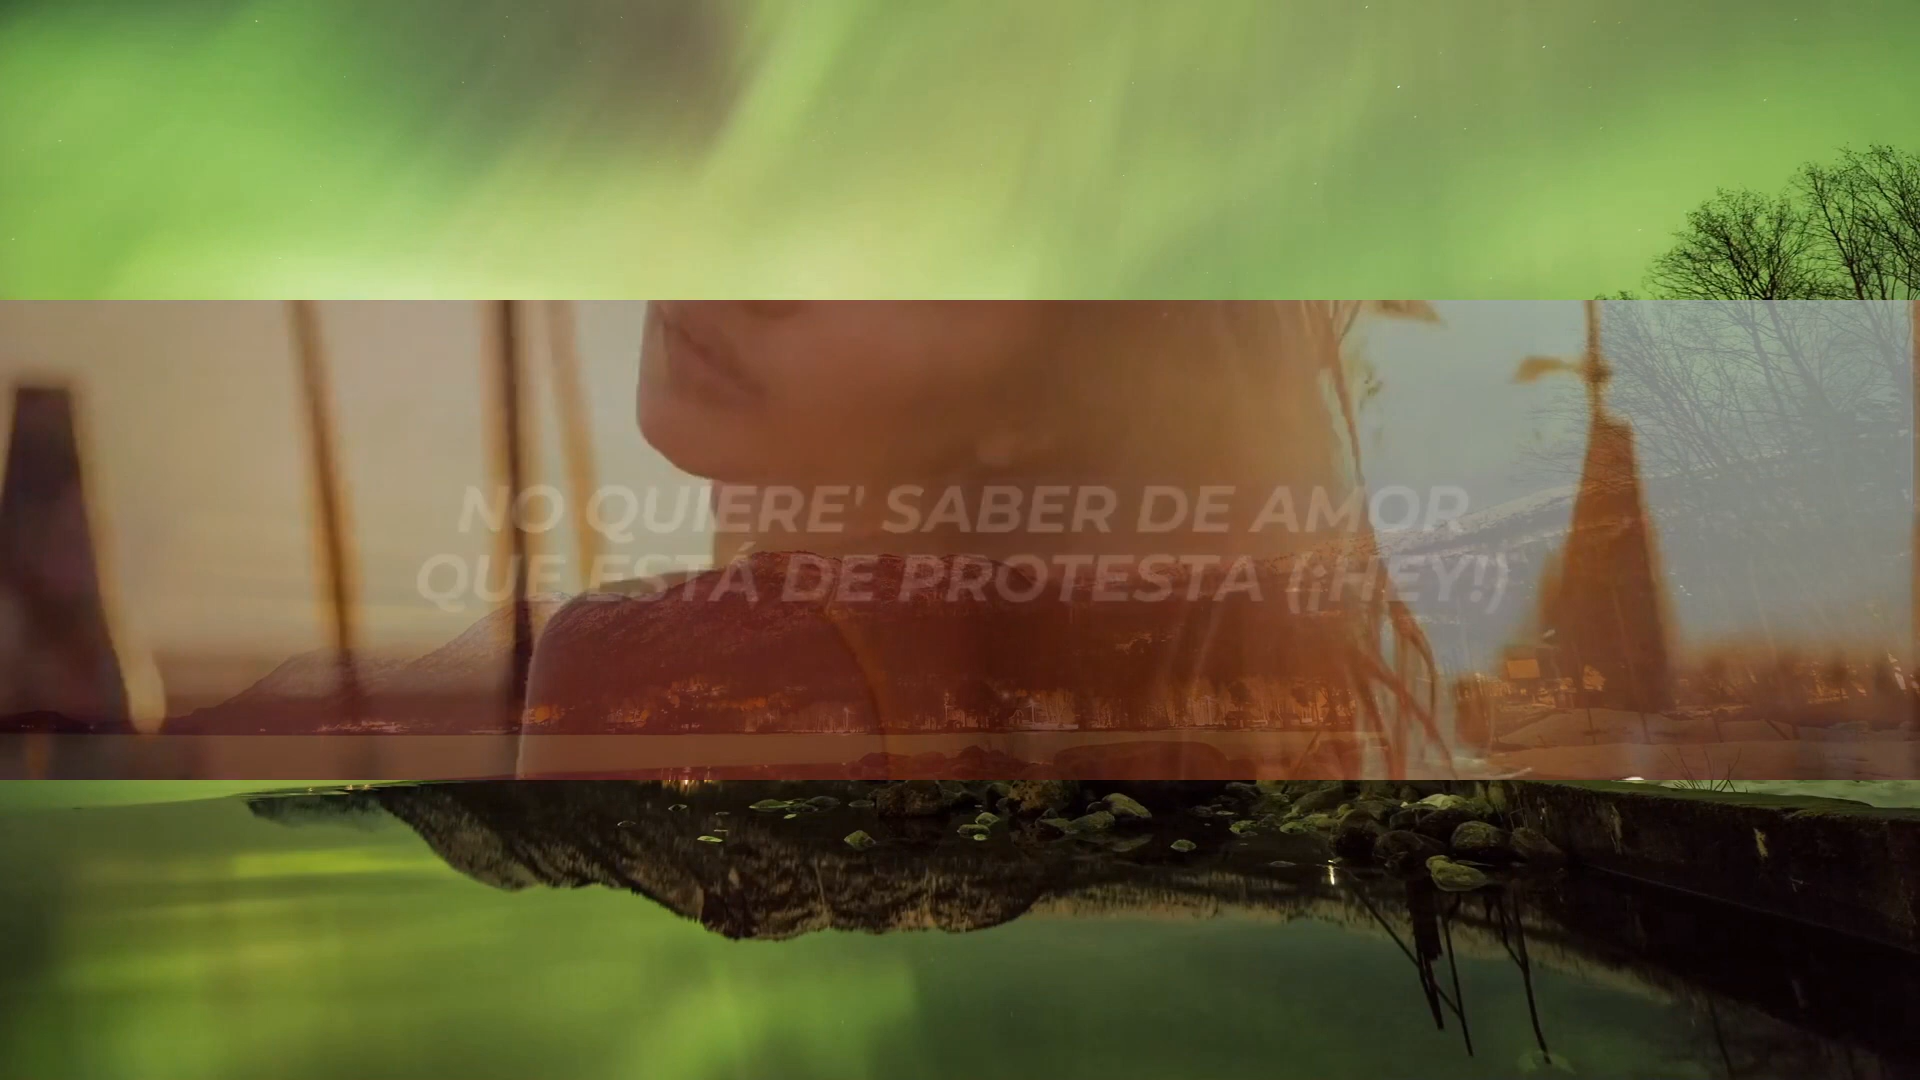 NO QUIERE' SABER DE AMOR
QUE ESTÁ DE PROTESTA (¡HEY!)